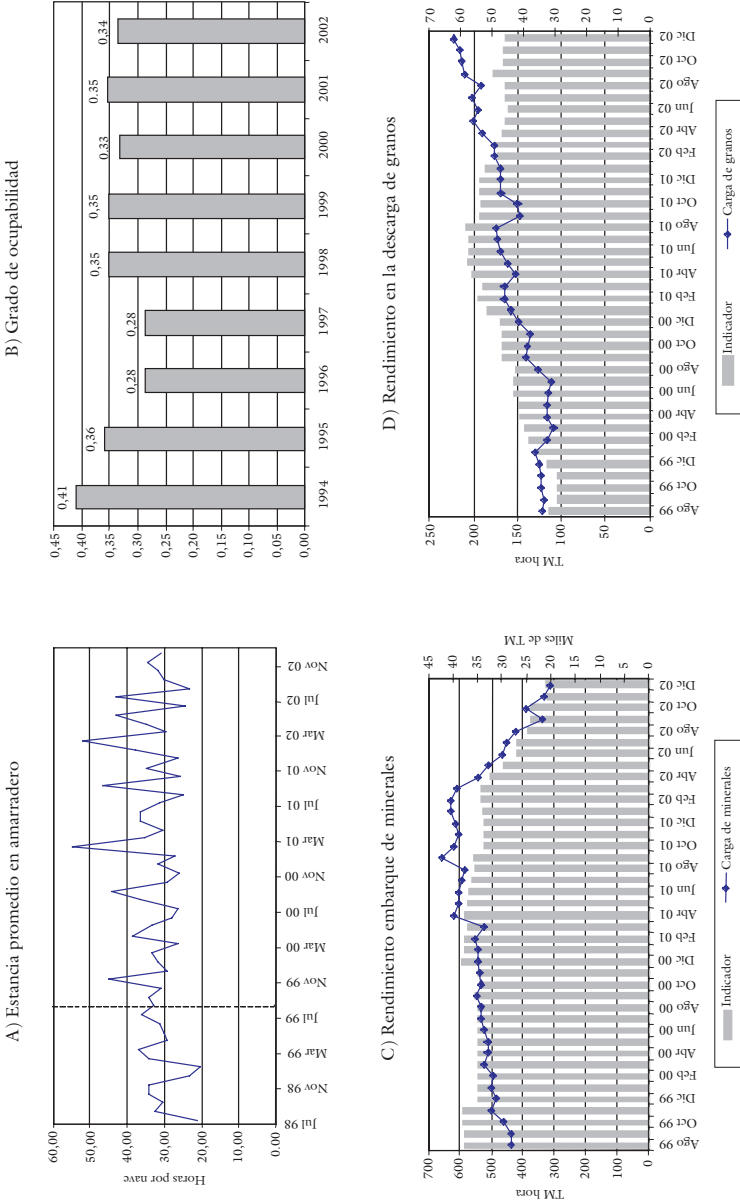 A) Estancia promedio en amarradero
60,00
50,00
40,00
30,00
20,00
10,00
0.00
Horas por nave
Jul 98
Nov 98
Mar 99
Jul 99
Nov 99
Mar 00
Jul 00
Nov 00
Mar 01
Jul 01
Nov 01
Mar 02
Jul 02
Nov 02
B) Grado de ocupabilidad
0,45
0,40
0,35
0,30
0,25
0,20
0,15
0,10
0,05
0,00
0,41
0,36
0,28
0,28
0,35
0,35
0,33
0.35
0,34
1994
1995
1996
1997
1998
1999
2000
2001
2002
C) Rendimiento embarque de minerales
700
600
500
400
300
200
100
0
TM hora
45
40
35
30
25
20
15
10
5
0
Miles de TM
Ago 99
Oct 99
Dic 99
Feb 00
Abr 00
Jun 00
Ago 00
Oct 00
Dic 00
Feb 01
Abr 01
Jun 01
Ago 01
Oct 01
Dic 01
Feb 02
Abr 02
Jun 02
Ago 02
Oct 02
Dic 02
Indicador
Carga de minerales
D) Rendimiento en la descarga de granos
250
200
150
100
50
0
TM hora
70
60
50
40
30
20
10
0
Ago 99
Oct 99
Dic 99
Feb 00
Abr 00
Jun 00
Ago 00
Oct 00
Dic 00
Feb 01
Abr 01
Jun 01
Ago 01
Oct 01
Dic 01
Feb 02
Abr 02
Jun 02
Ago 02
Oct 02
Dic 02
Indicador
Carga de granos